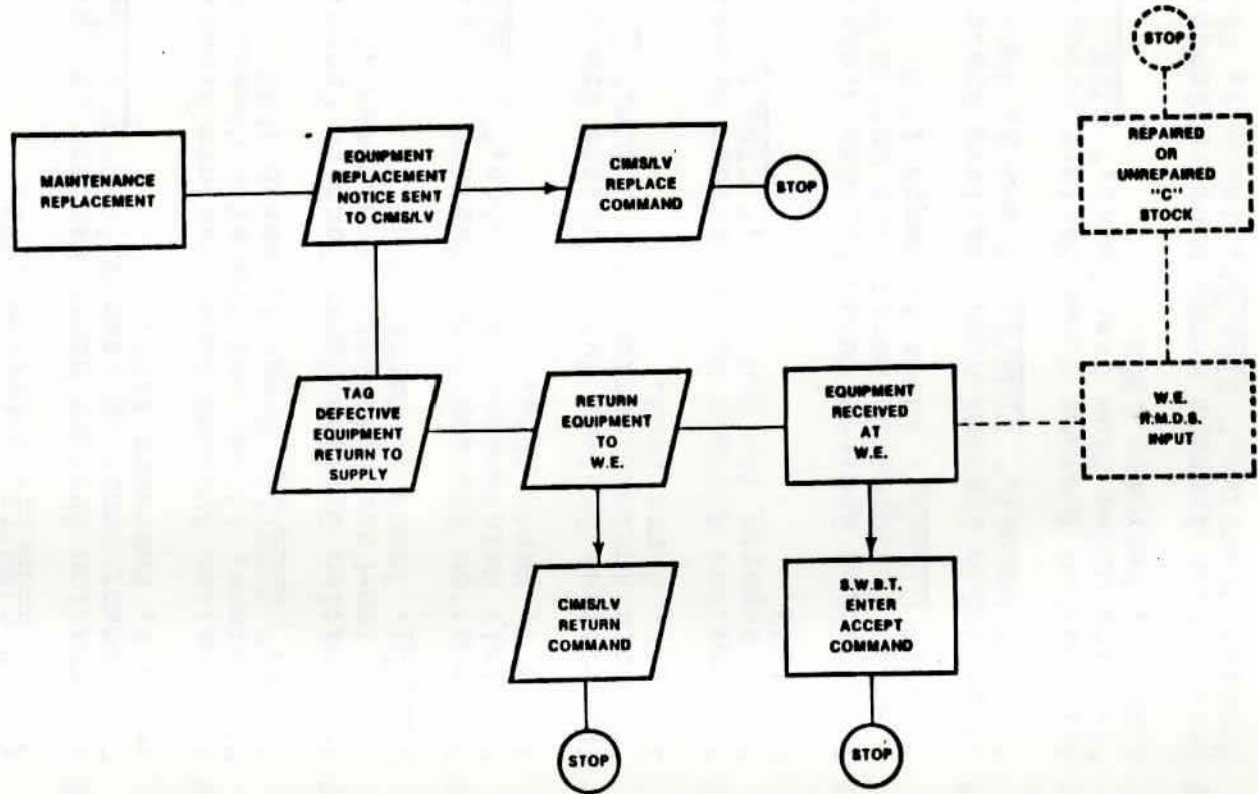 STOP
MAINTENANCE
REPLACEMENT
EQUIPMENT
REPLACEMENT
NOTICE SENT
TO CIMS/LV
CIMS/LV
REPLACE
COMMAND
STOP
REPAIRED
OR
UNREPAIRED
"C"
STOCK
TAG
DEFECTIVE
EQUIPMENT
RETURN TO
SUPPLY
RETURN
EQUIPMENT
TO
W.E.
EQUIPMENT
RECEIVED
AT
W.E.
W.E.
R.M.D.S.
INPUT
CIMS/LV
RETURN
COMMAND
S.W.B.T.
ENTER
ACCEPT
COMMAND
STOP
STOP